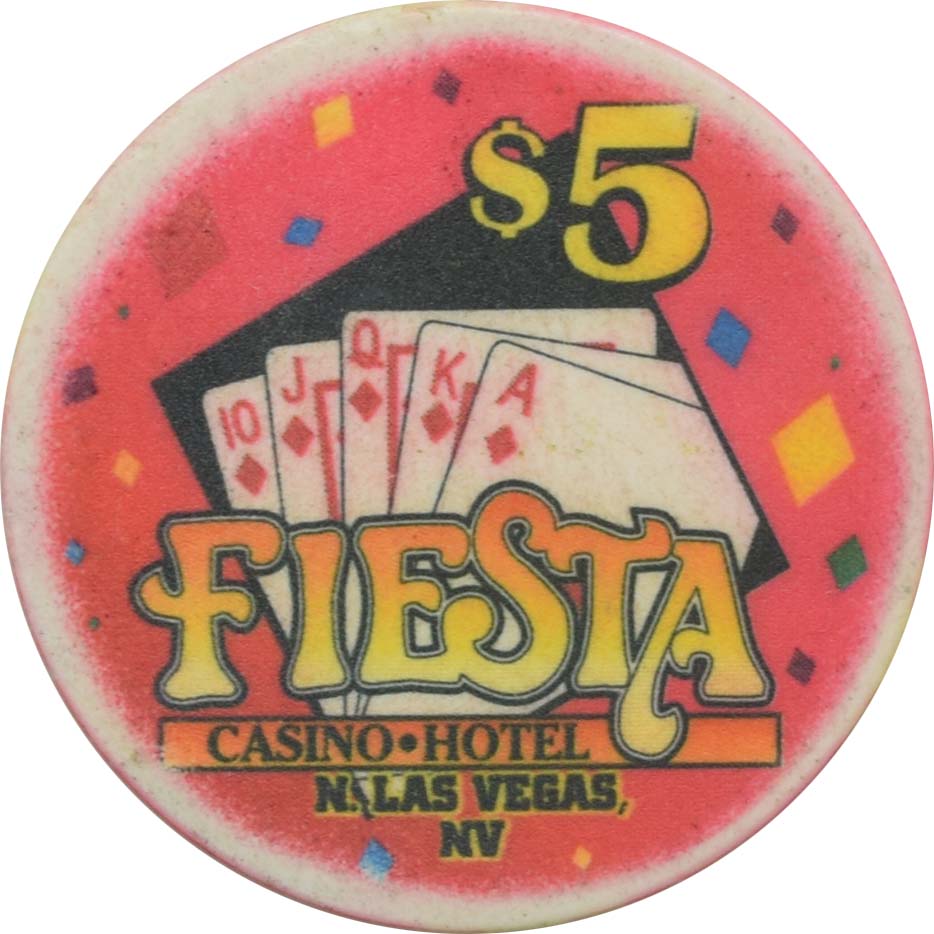 $5
10 J Q K A
FIESTA
CASINO•HOTEL
N. LAS VEGAS,
NV